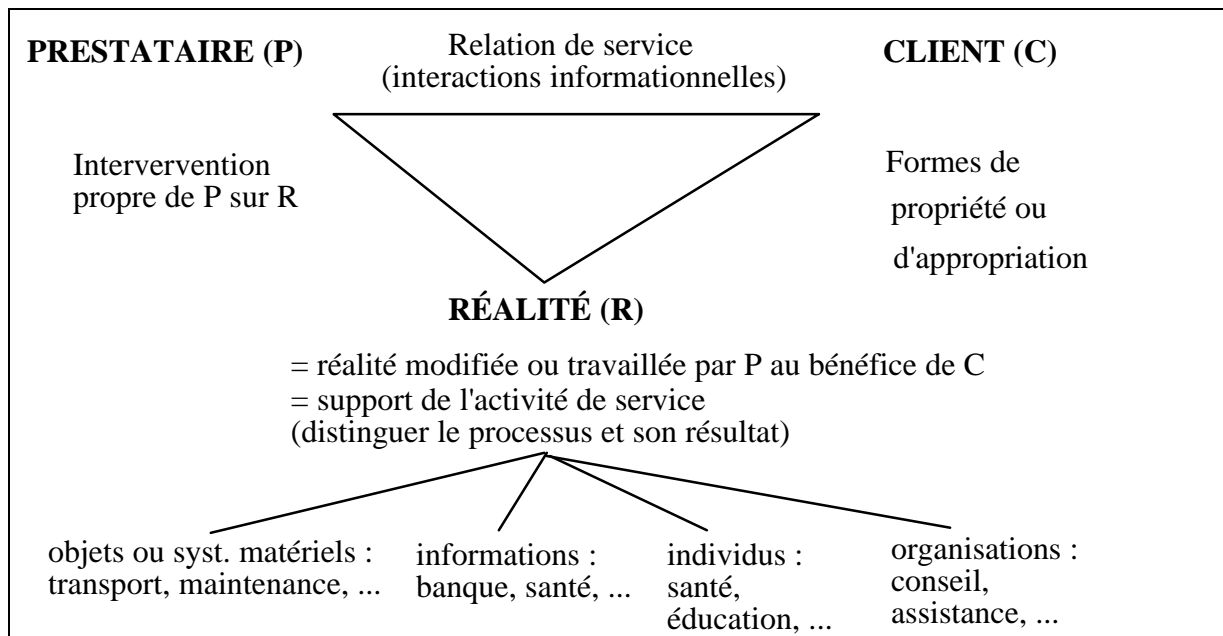 PRESTATAIRE (P)
Relation de service
(interactions informationnelles)
CLIENT (C)
Intervervention
propre de P sur R
Formes de
propriété ou
d'appropriation
RÉALITÉ (R)
= réalité modifiée ou travaillée par P au bénéfice de C
= support de l'activité de service
(distinguer le processus et son résultat)
objets ou syst. matériels :
transport, maintenance, ...
informations :
banque, santé, ...
individus :
santé,
éducation, ...
organisations :
conseil,
assistance, ...